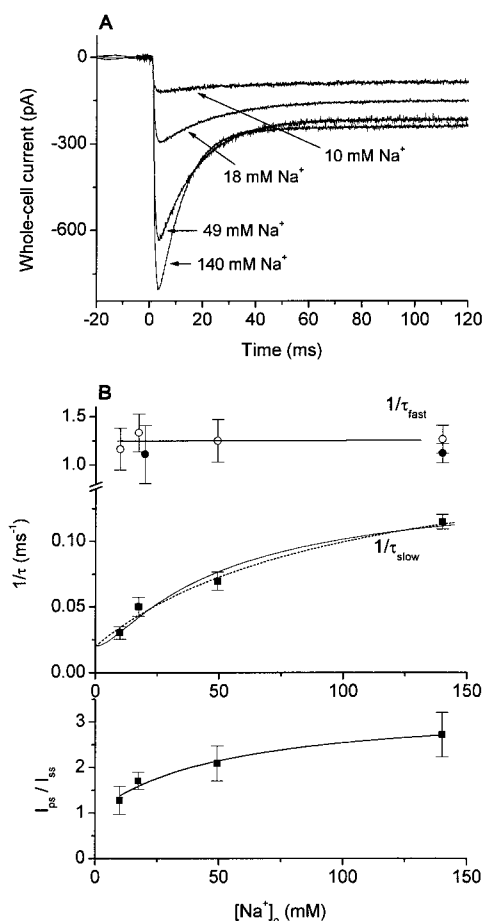 A
0
-300
-600
Whole-cell current (pA)
10 mM Na⁺
18 mM Na⁺
49 mM Na⁺
140 mM Na⁺
-20 0 20 40 60 80 100 120
Time (ms)
B
1/τfast
1.5
1.25
1.0
1/τ (ms⁻¹)
0.10
1/τslow
0.05
0.00
0 50 100 150
3
2
1
0
Ips / Iss
0 50 100 150
[Na⁺]o (mM)